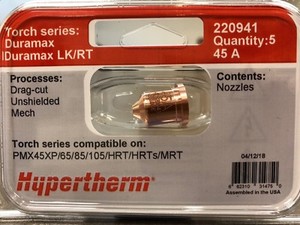 Torch series:
Duramax
Duramax LK/RT
220941
Quantity:5
45 A
Processes:
Drag-cut
Unshielded
Mech
Contents:
Nozzles
Torch series compatible on:
PMX45XP/65/85/105/HRT/HRTs/MRT
Hypertherm®
04/12/18
Assembled in the USA